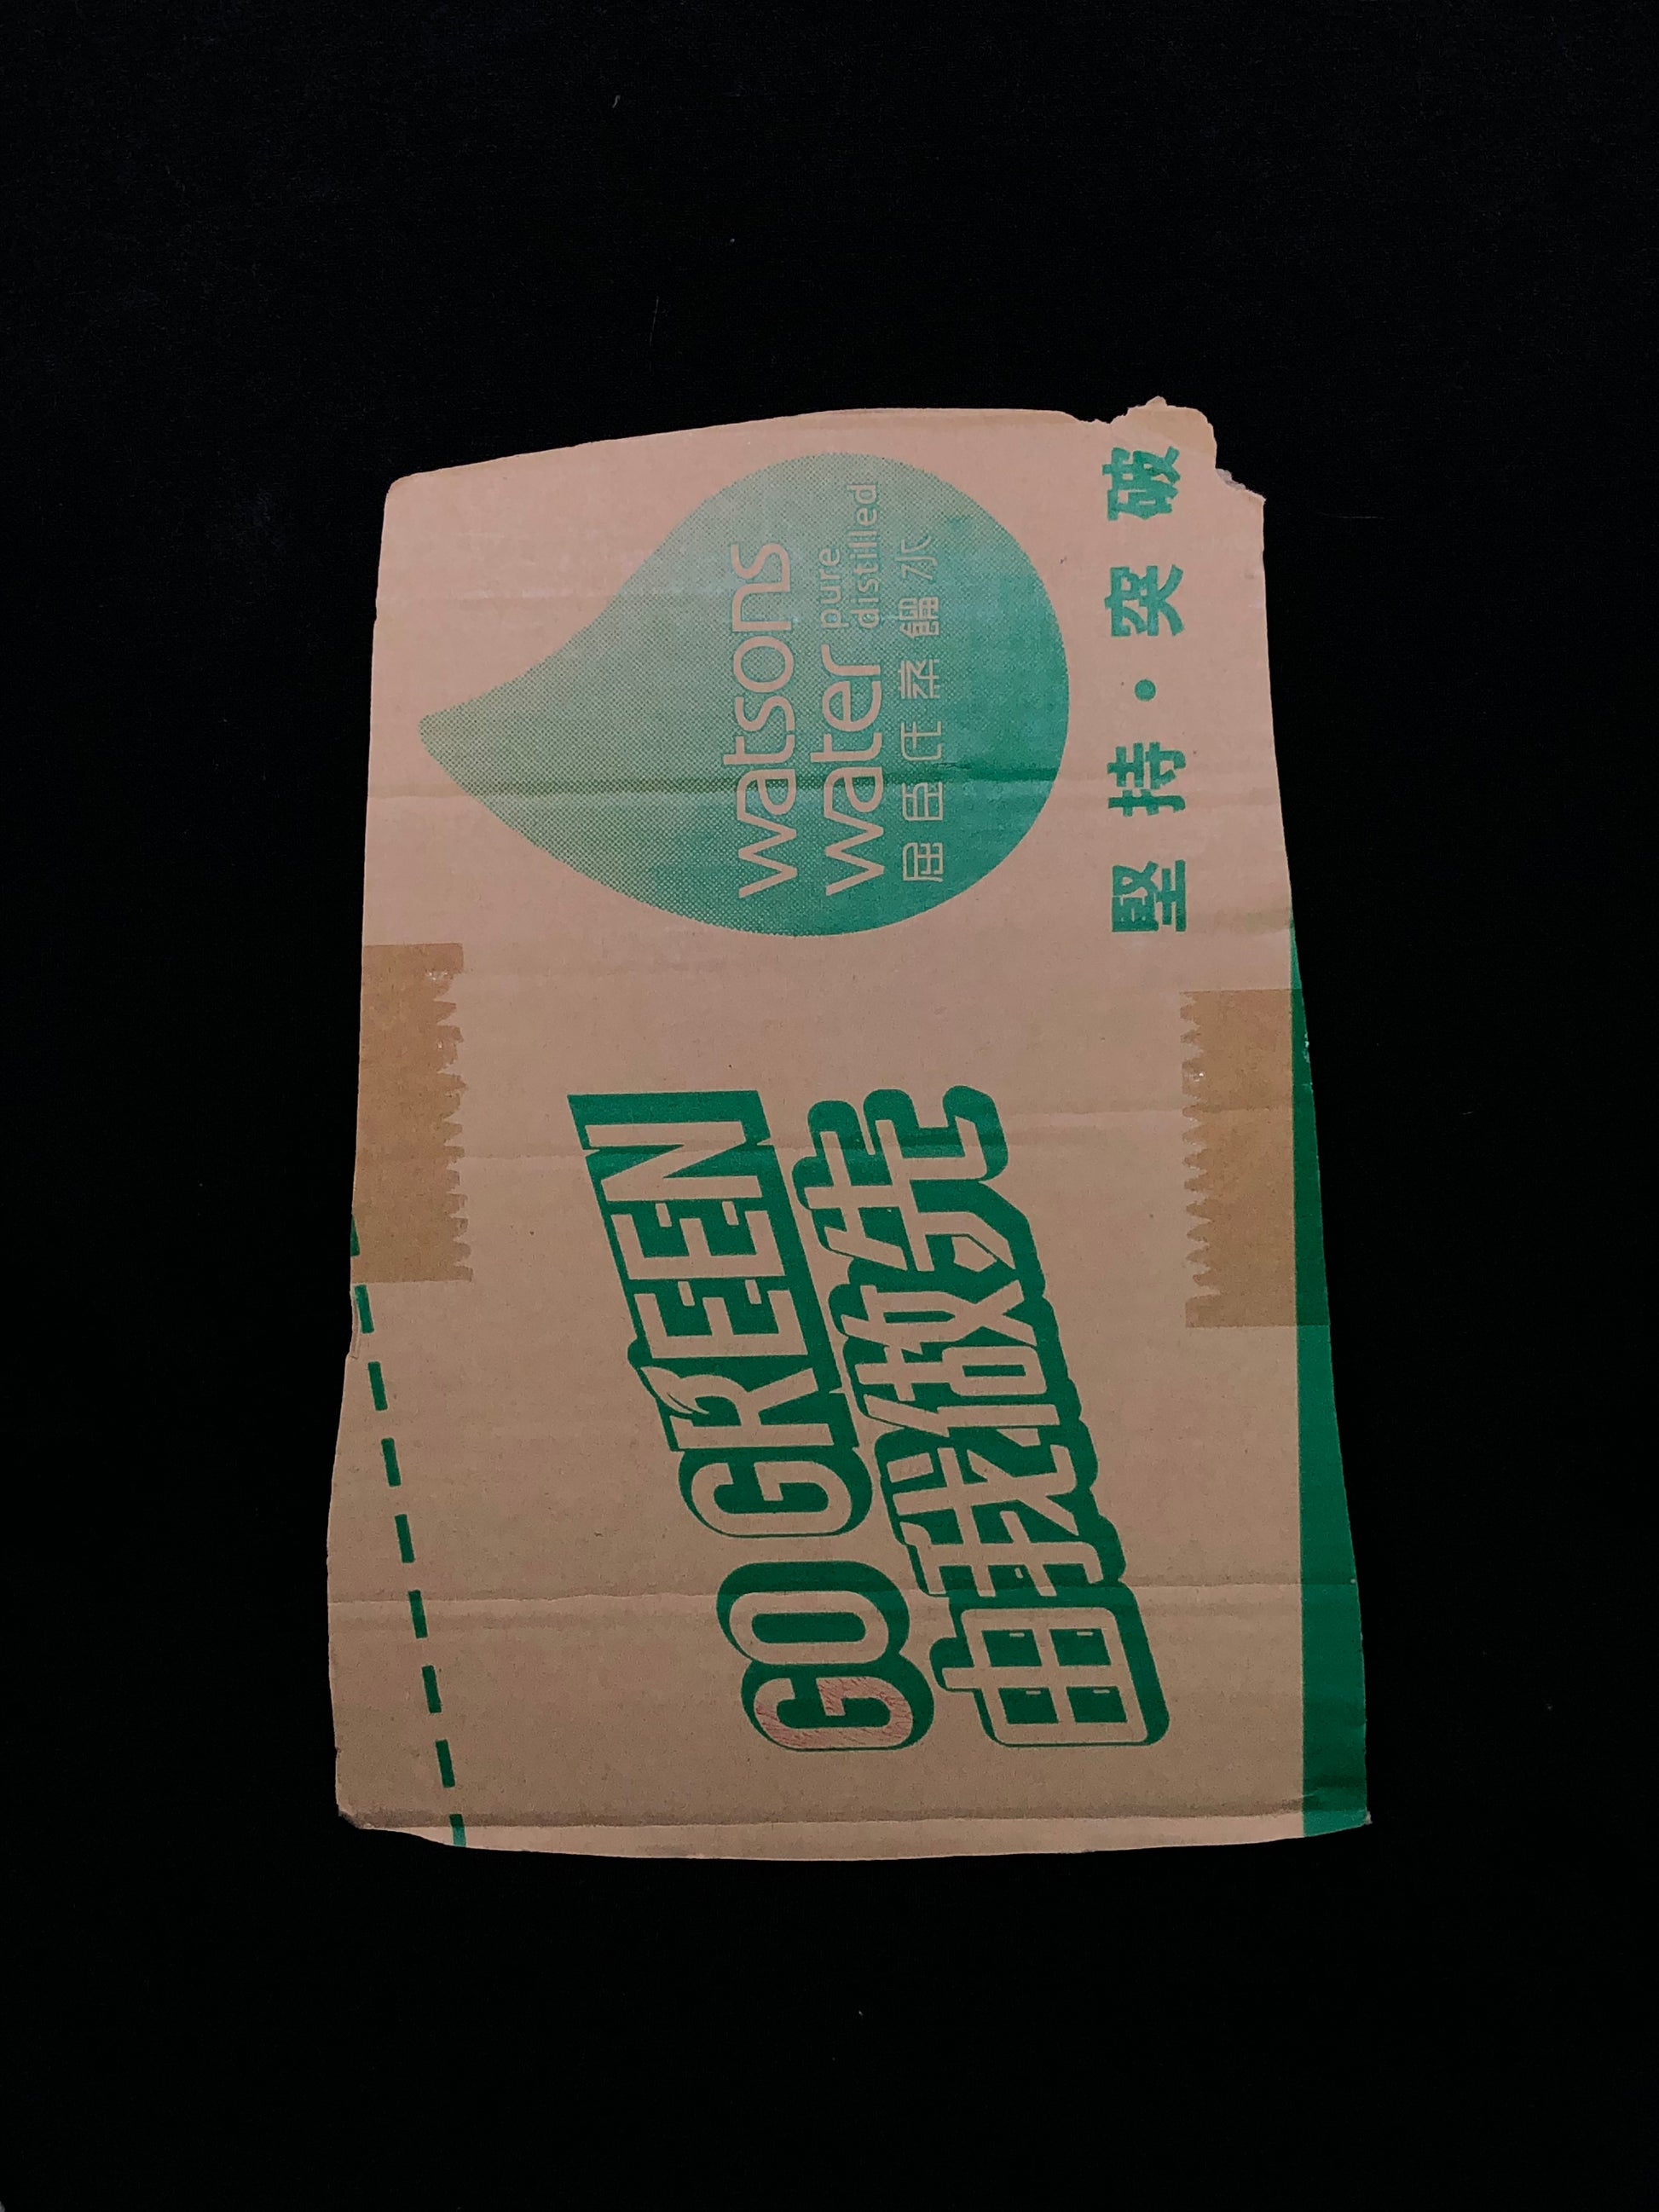 GO GREEN
由我做先
watsons
water pure distilled
屈臣氏蒸餾水
堅持•突破